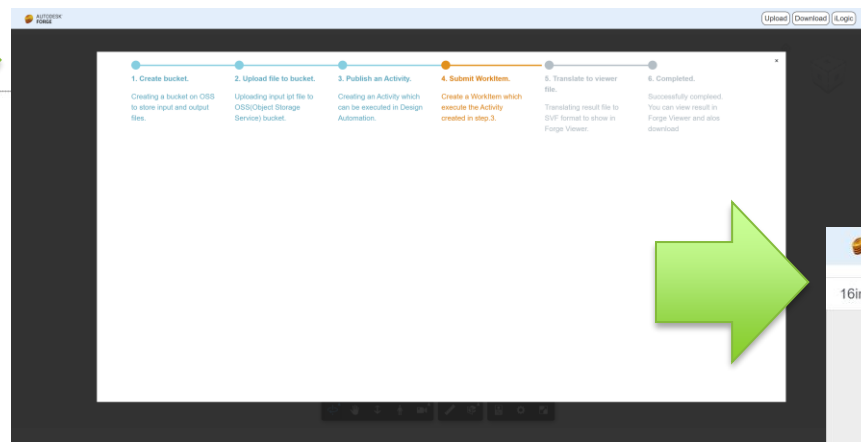 AUTODESK
FORGE
Upload Download iLogic
×
1. Create bucket.
Creating a bucket on OSS
to store input and output
files.
2. Upload file to bucket.
Uploading input ipt file to
OSS(Object Storage
Service) bucket.
3. Publish an Activity.
Creating an Activity which
can be executed in Design
Automation.
4. Submit WorkItem.
Create a WorkItem which
execute the Activity
created in step.3.
5. Translate to viewer
file.
Translating result file to
SVF format to show in
Forge Viewer
6. Completed.
Successfully compleed.
You can view result in
Forge Viewer and alos
download
16in